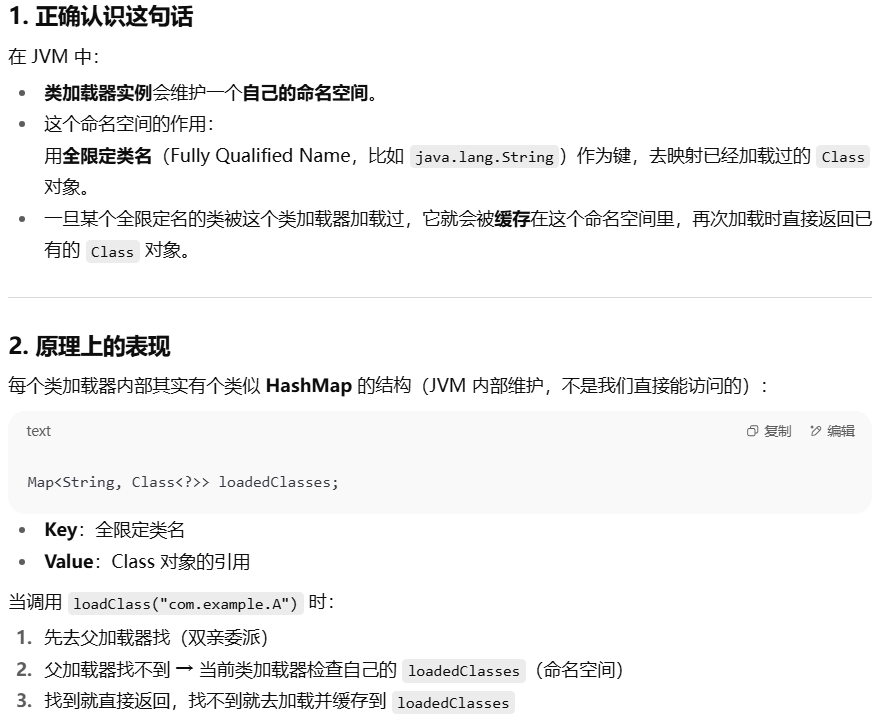 1. 正确认识这句话
在 JVM 中：
• 类加载器实例会维护一个自己的命名空间。
• 这个命名空间的作用：
用全限定类名（Fully Qualified Name，比如 java.lang.String）作为键，去映射已经加载过的 Class
对象。
• 一旦某个全限定名的类被这个类加载器加载过，它就会被缓存在这个命名空间里，再次加载时直接返回已
有的 Class 对象。
2. 原理上的表现
每个类加载器内部其实有个类似 HashMap 的结构（JVM 内部维护，不是我们直接能访问的）：
text 复制 编辑
Map<String, Class<?>> loadedClasses;
• Key：全限定类名
• Value：Class 对象的引用
当调用 loadClass("com.example.A") 时：
1. 先去父加载器找（双亲委派）
2. 父加载器找不到 → 当前类加载器检查自己的 loadedClasses（命名空间）
3. 找到就直接返回，找不到就去加载并缓存到 loadedClasses